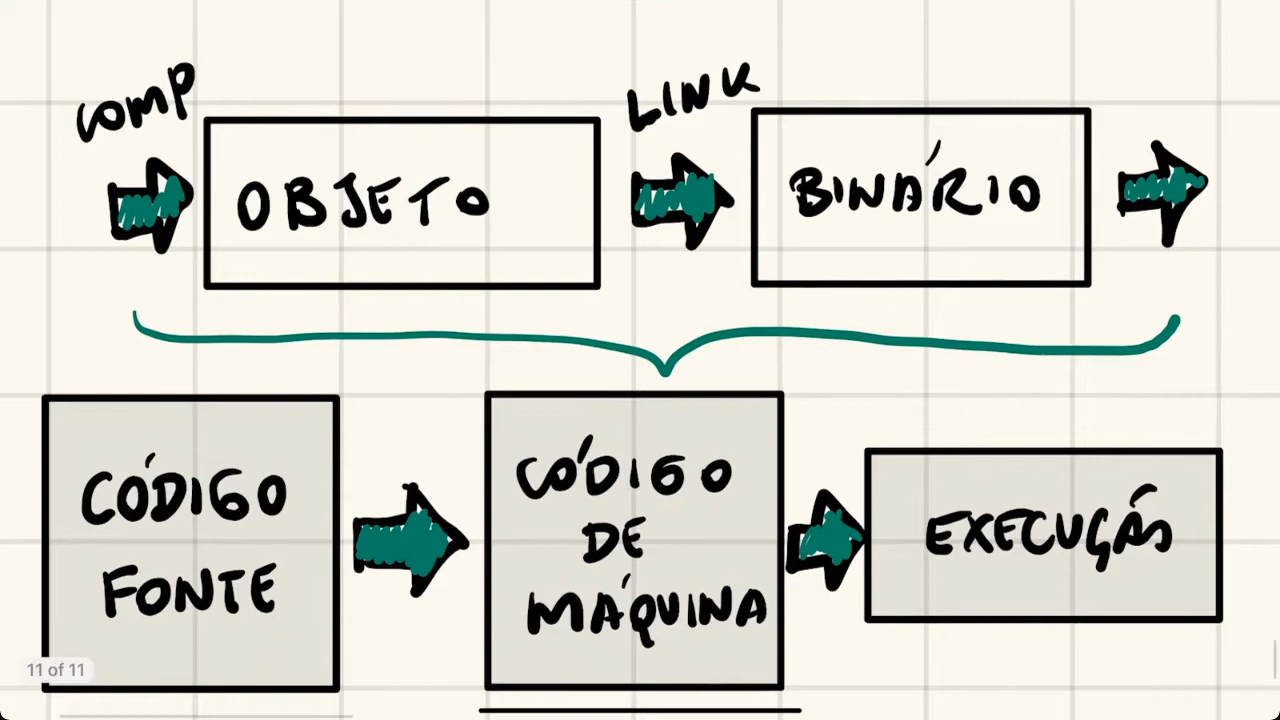 COMP
LINK
OBJETO
BINÁRIO
CÓDIGO
FONTE
CÓDIGO
DE
MÁQUINA
EXECUÇÃO
11 of 11